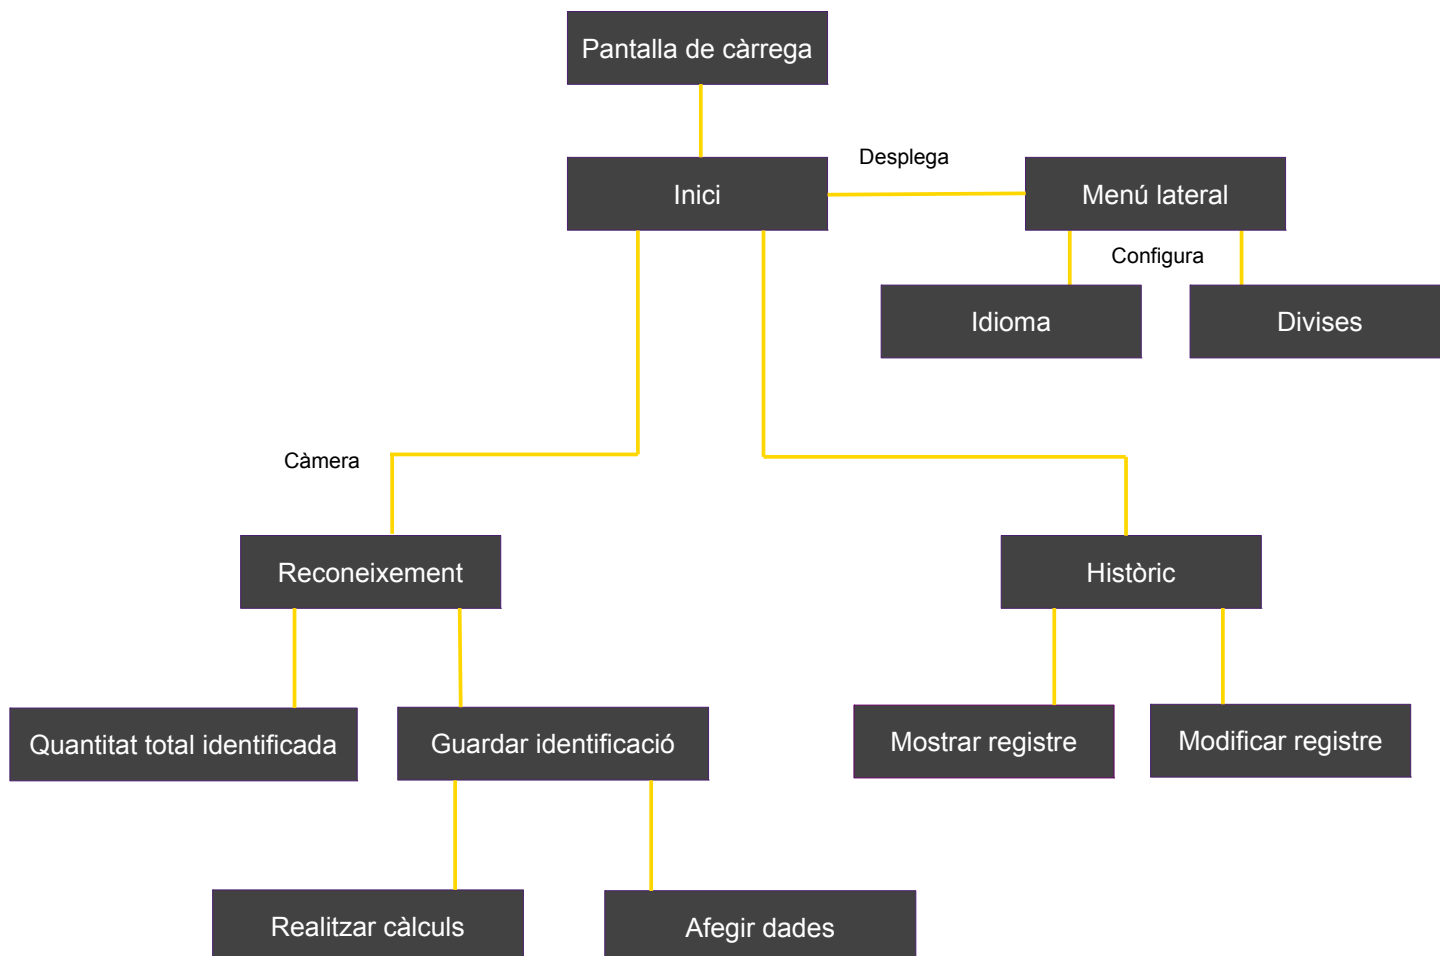 Pantalla de càrrega
Desplega
Inici
Menú lateral
Configura
Idioma
Divises
Càmera
Reconeixement
Històric
Quantitat total identificada
Guardar identificació
Mostrar registre
Modificar registre
Realitzar càlculs
Afegir dades